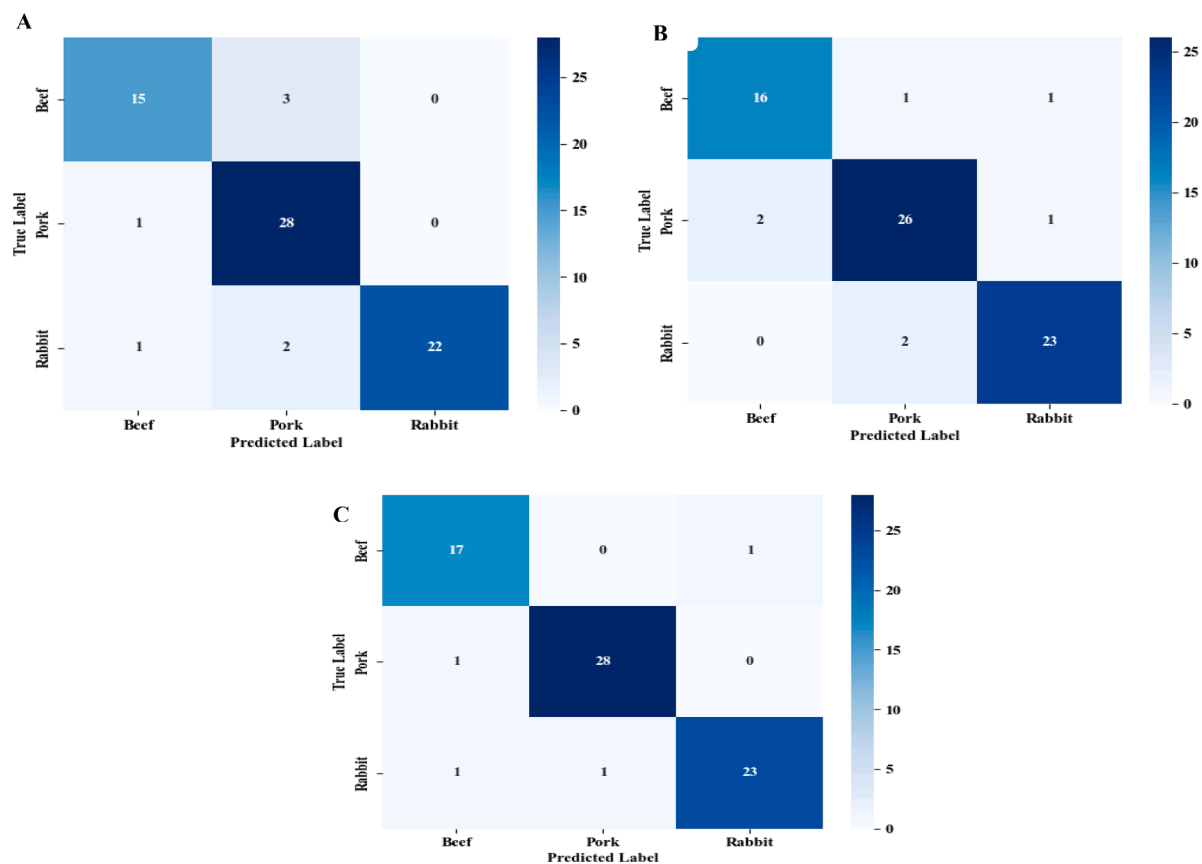 A
Beef 15 3 0
True Label
Pork 1 28 0
Rabbit 1 2 22
Beef Pork Rabbit
Predicted Label
25
20
15
10
5
0
B
Beef 16 1 1
True Label
Pork 2 26 1
Rabbit 0 2 23
Beef Pork Rabbit
Predicted Label
25
20
15
10
5
0
C
Beef 17 0 1
True Label
Pork 1 28 0
Rabbit 1 1 23
Beef Pork Rabbit
Predicted Label
25
20
15
10
5
0